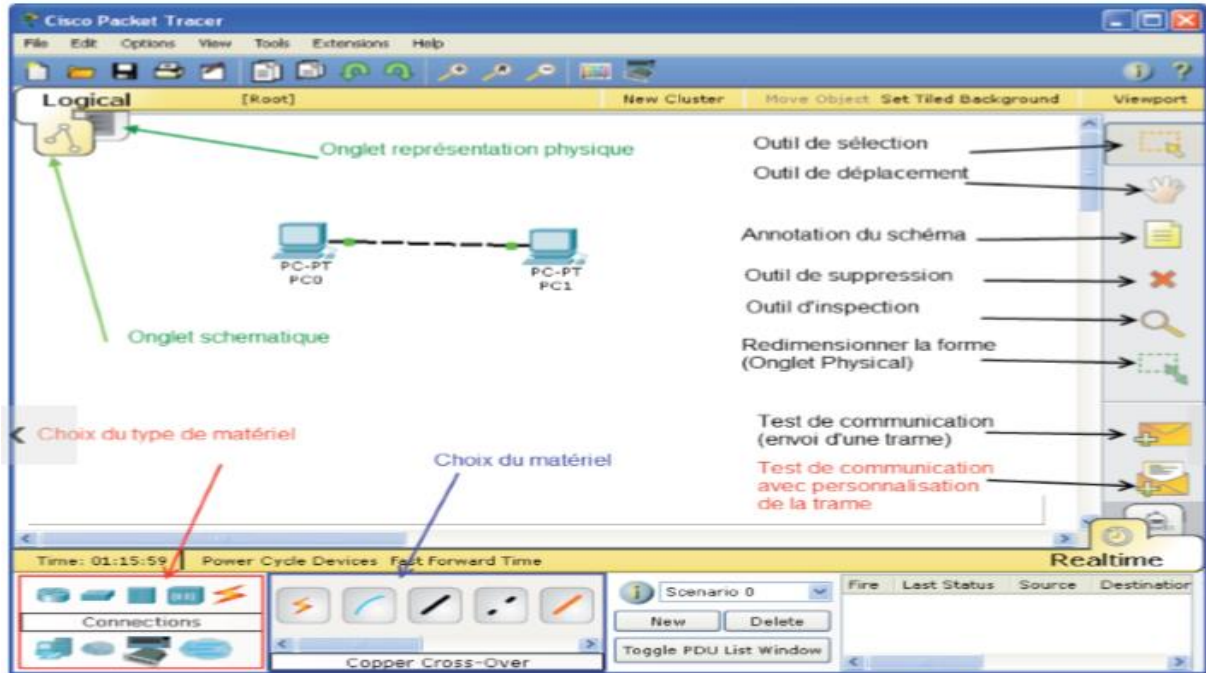 Cisco Packet Tracer
File Edit Options View Tools Extensions Help
Logical [Root] New Cluster Move Object Set Tiled Background Viewport
Onglet représentation physique
Outil de sélection
Outil de déplacement
Annotation du schéma
PC-PT
PC0
PC-PT
PC1
Outil de suppression
Outil d'inspection
Onglet schematique
Redimensionner la forme
(Onglet Physical)
Choix du type de matériel
Test de communication
(envoi d'une trame)
Choix du matériel
Test de communication
avec personnalisation
de la trame
Time: 01:15:59 Power Cycle Devices Fast Forward Time Realtime
Connections
Copper Cross-Over
Scenario 0
New Delete
Toggle PDU List Window
Fire Last Status Source Destination